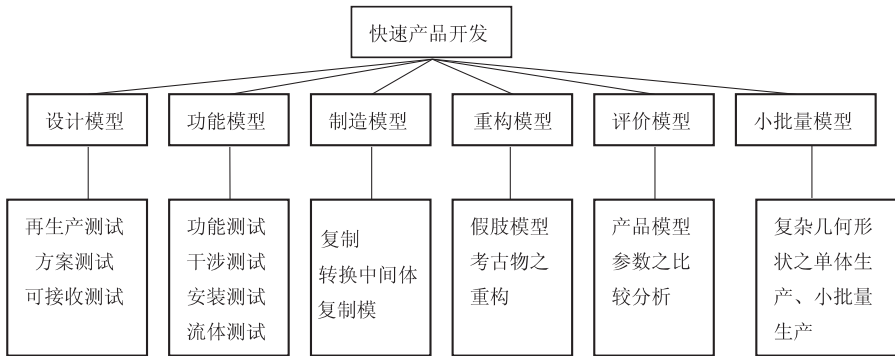 快速产品开发
设计模型
功能模型
制造模型
重构模型
评价模型
小批量模型
再生产测试
方案测试
可接收测试
功能测试
干涉测试
安装测试
流体测试
复制
转换中间体
复制模
假肢模型
考古物之
重构
产品模型
参数之比
较分析
复杂几何形
状之单体生
产、小批量
生产